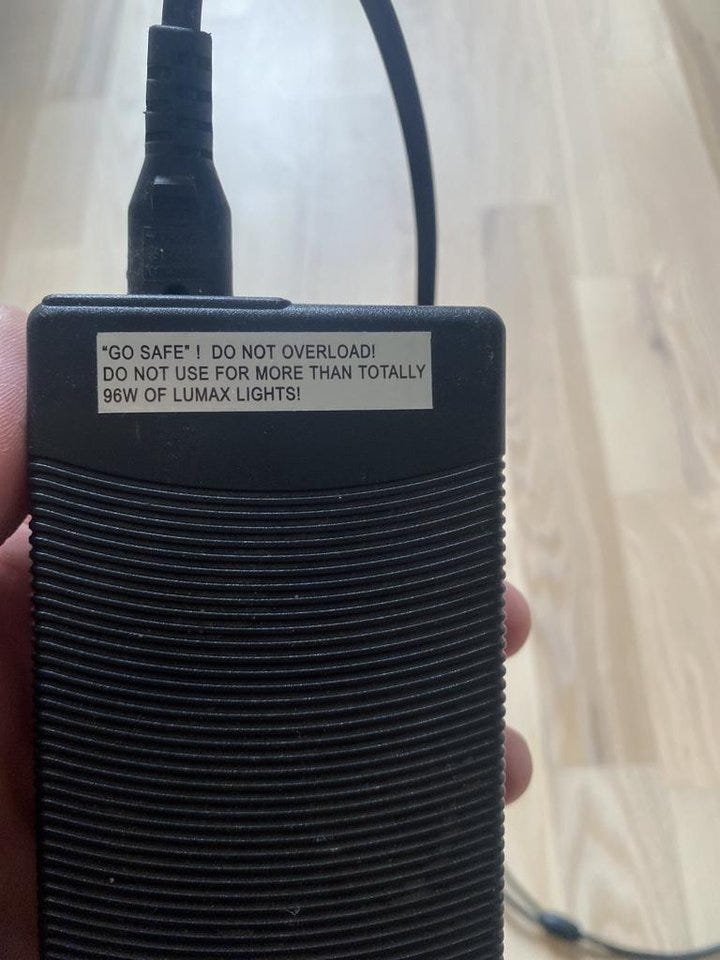 "GO SAFE" ! DO NOT OVERLOAD!
DO NOT USE FOR MORE THAN TOTALLY
96W OF LUMAX LIGHTS!